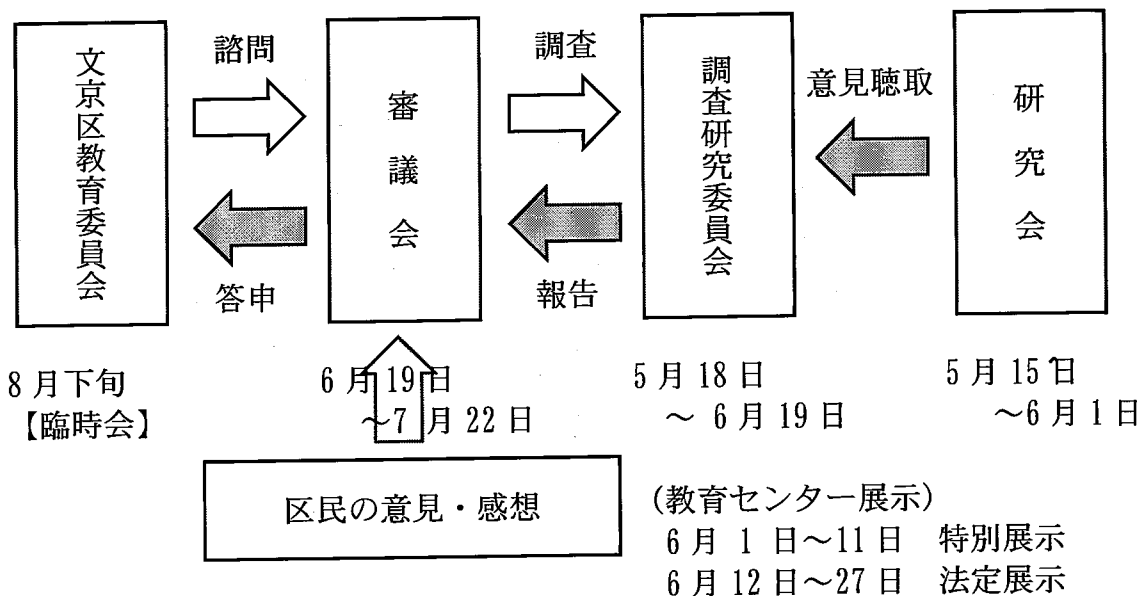 諮問
調査
意見聴取
文京区教育委員会
審議会
調査研究委員会
研究会
答申
報告
8月下旬
【臨時会】
6月19日
～7月22日
5月18日
～ 6月19日
5月15日
～6月1日
区民の意見・感想
(教育センター展示)
6月 1 日～11日 特別展示
6月 12日～27日 法定展示